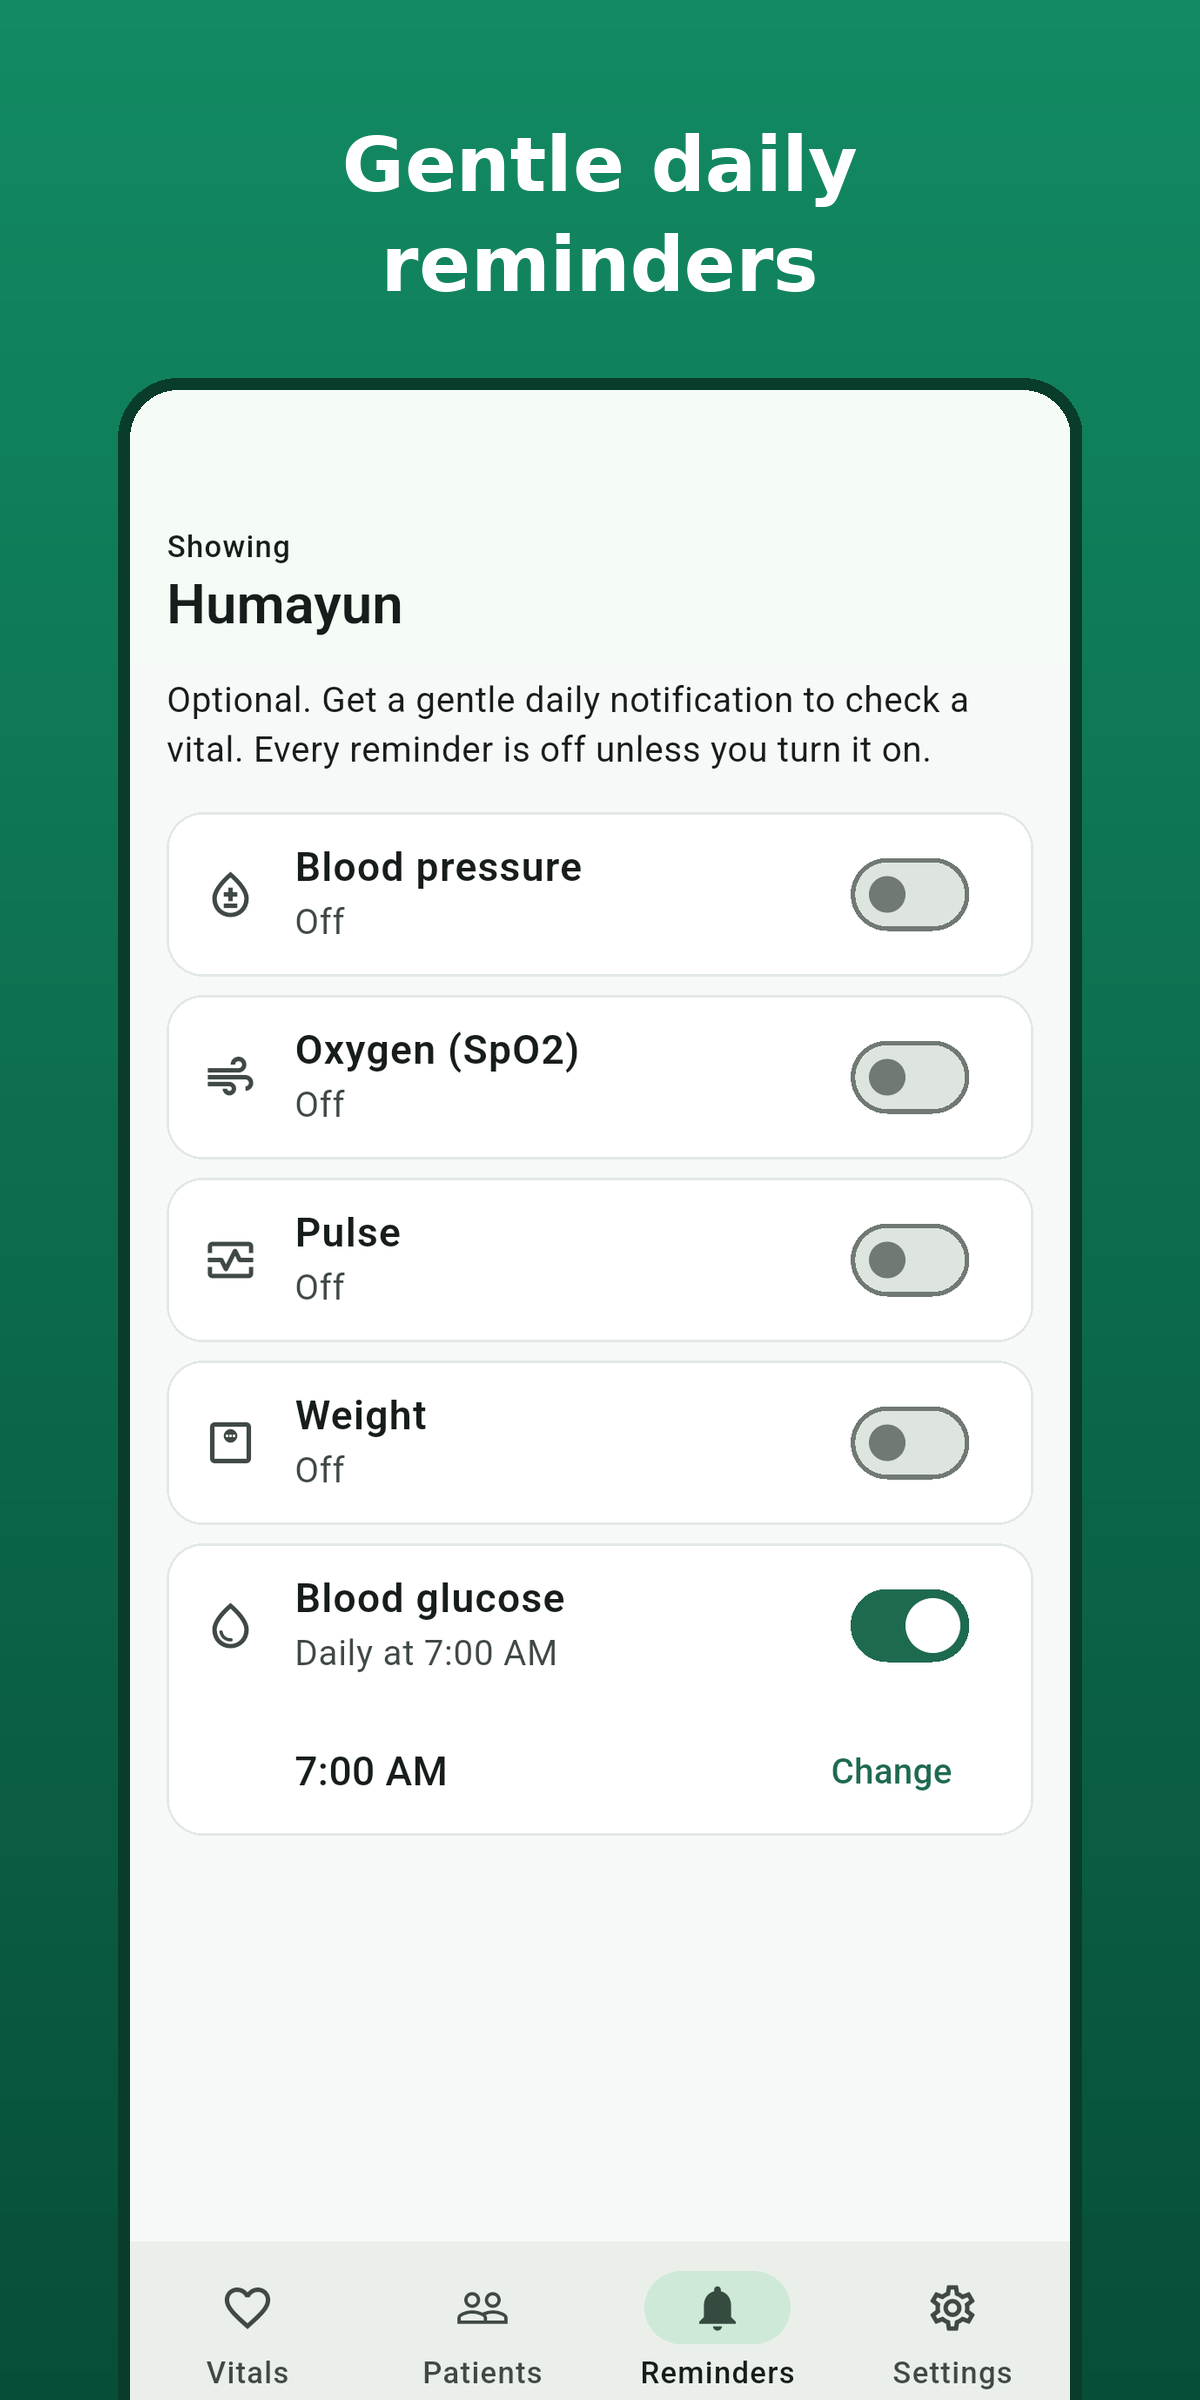 Gentle daily
reminders
Showing
Humayun
Optional. Get a gentle daily notification to check a
vital. Every reminder is off unless you turn it on.
Blood pressure
Off
Oxygen (SpO2)
Off
Pulse
Off
Weight
Off
Blood glucose
Daily at 7:00 AM
7:00 AM
Change
Vitals
Patients
Reminders
Settings